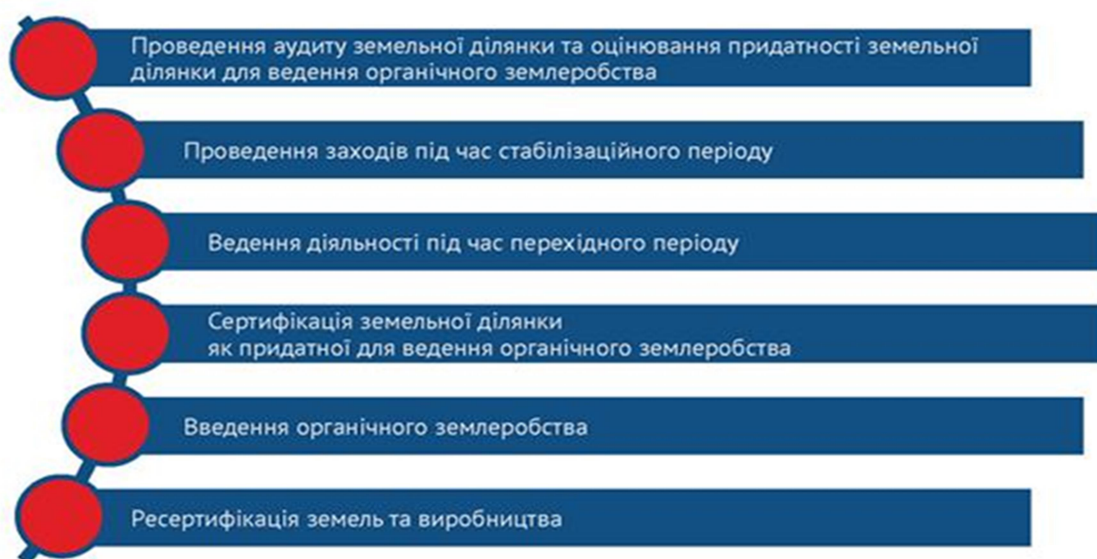 Проведення аудиту земельної ділянки та оцінювання придатності земельної
ділянки для ведення органічного землеробства
Проведення заходів під час стабілізаційного періоду
Ведення діяльності під час перехідного періоду
Сертифікація земельної ділянки
як придатної для ведення органічного землеробства
Введення органічного землеробства
Ресертифікація земель та виробництва